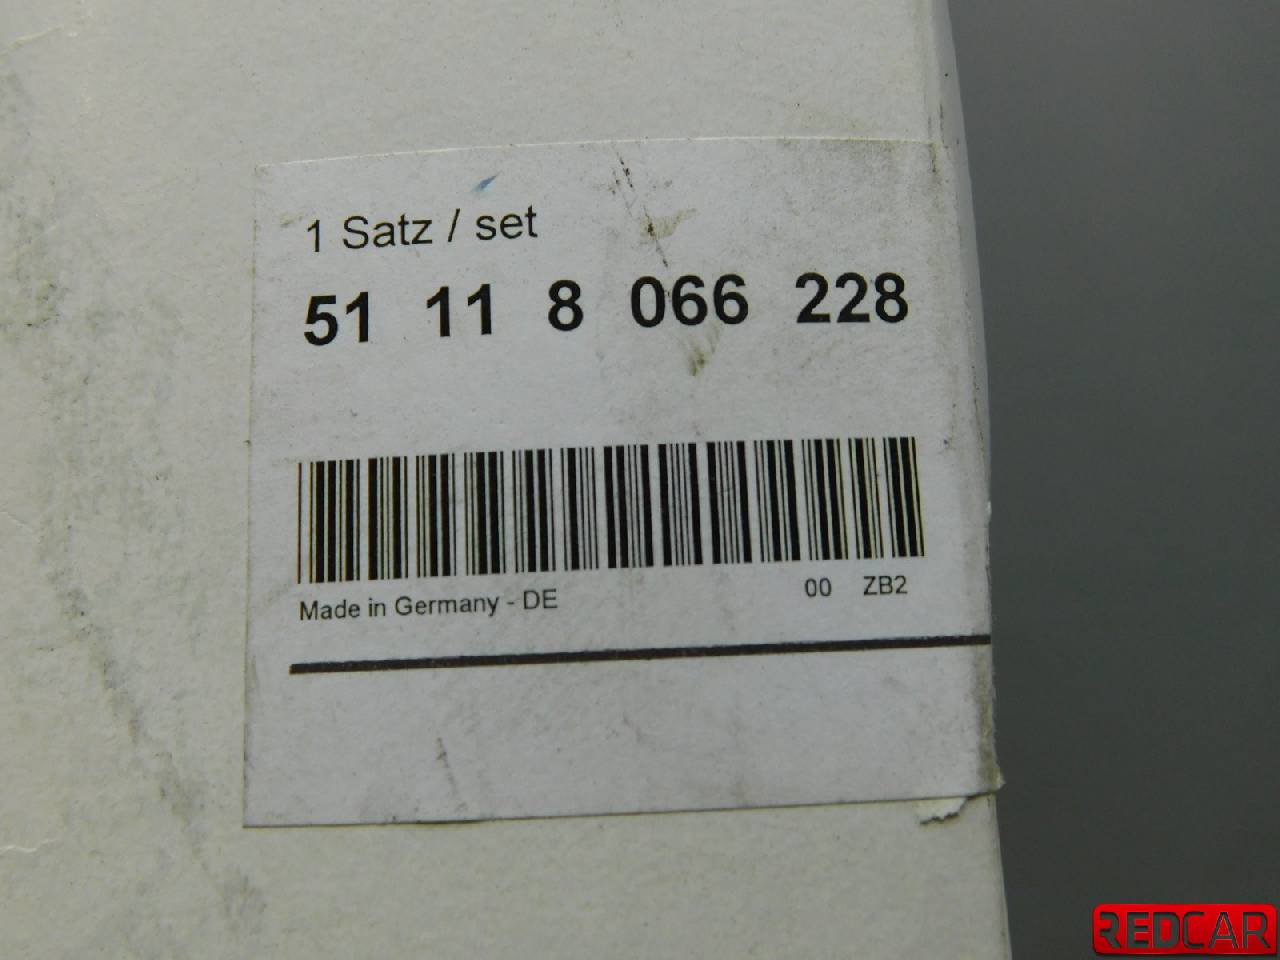 1 Satz / set
51 11 8 066 228
Made in Germany - DE 00 ZB2
REDCAR